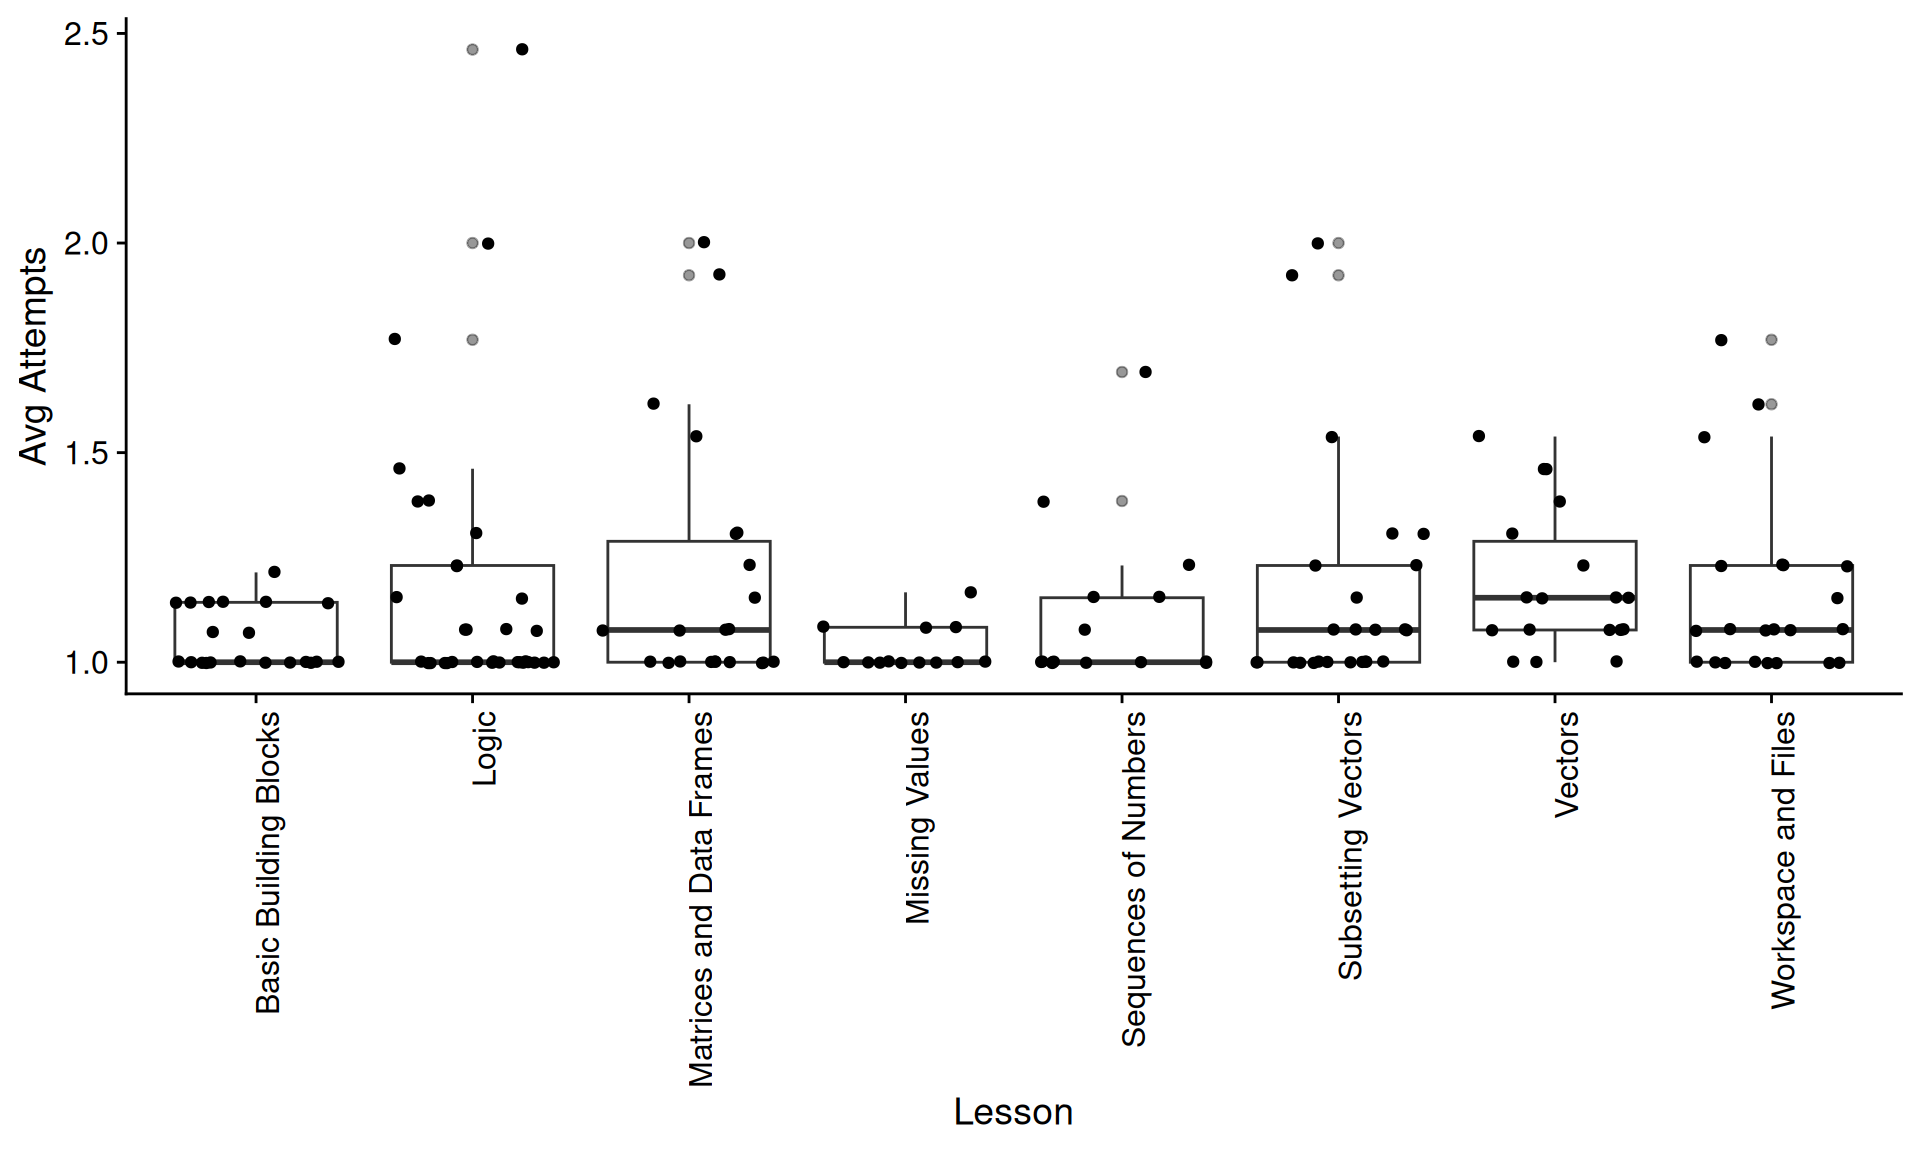 2.5
2.0
1.5
1.0
Avg Attempts
Basic Building Blocks
Logic
Matrices and Data Frames
Missing Values
Sequences of Numbers
Subsetting Vectors
Vectors
Workspace and Files
Lesson